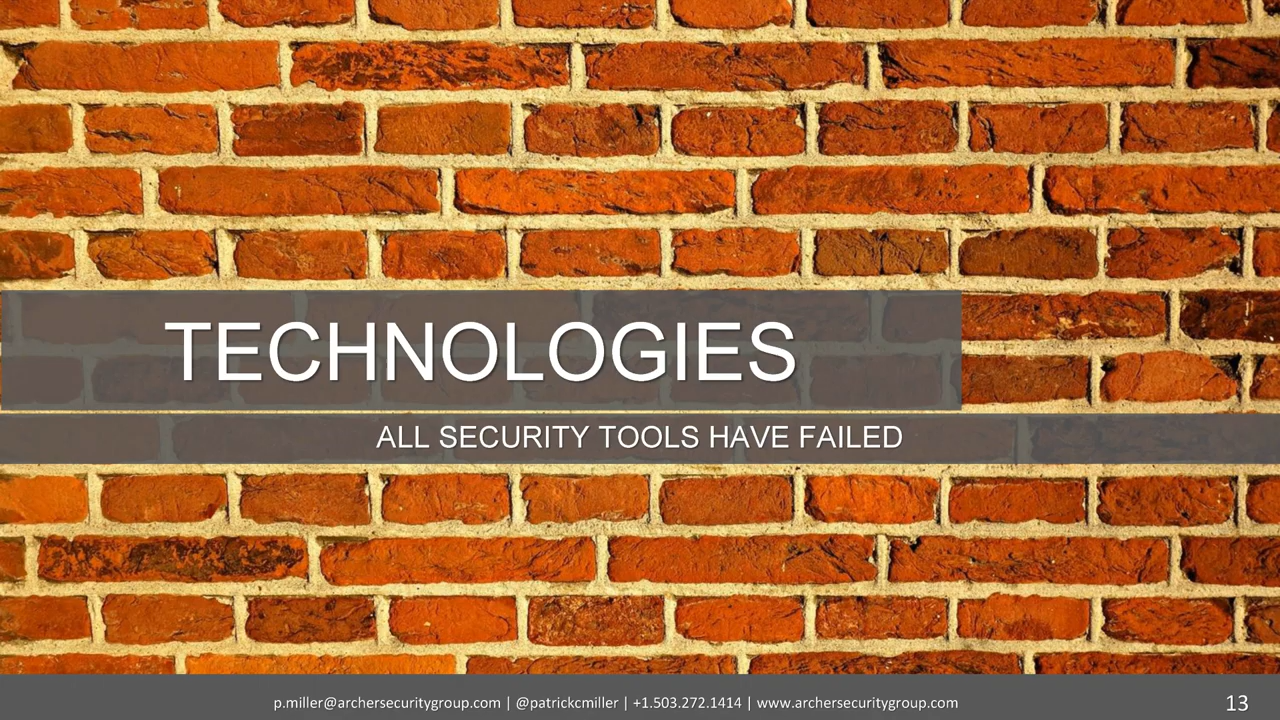 TECHNOLOGIES
ALL SECURITY TOOLS HAVE FAILED
p.miller@archersecuritygroup.com | @patrickcmiller | +1.503.272.1414 | www.archersecuritygroup.com
13